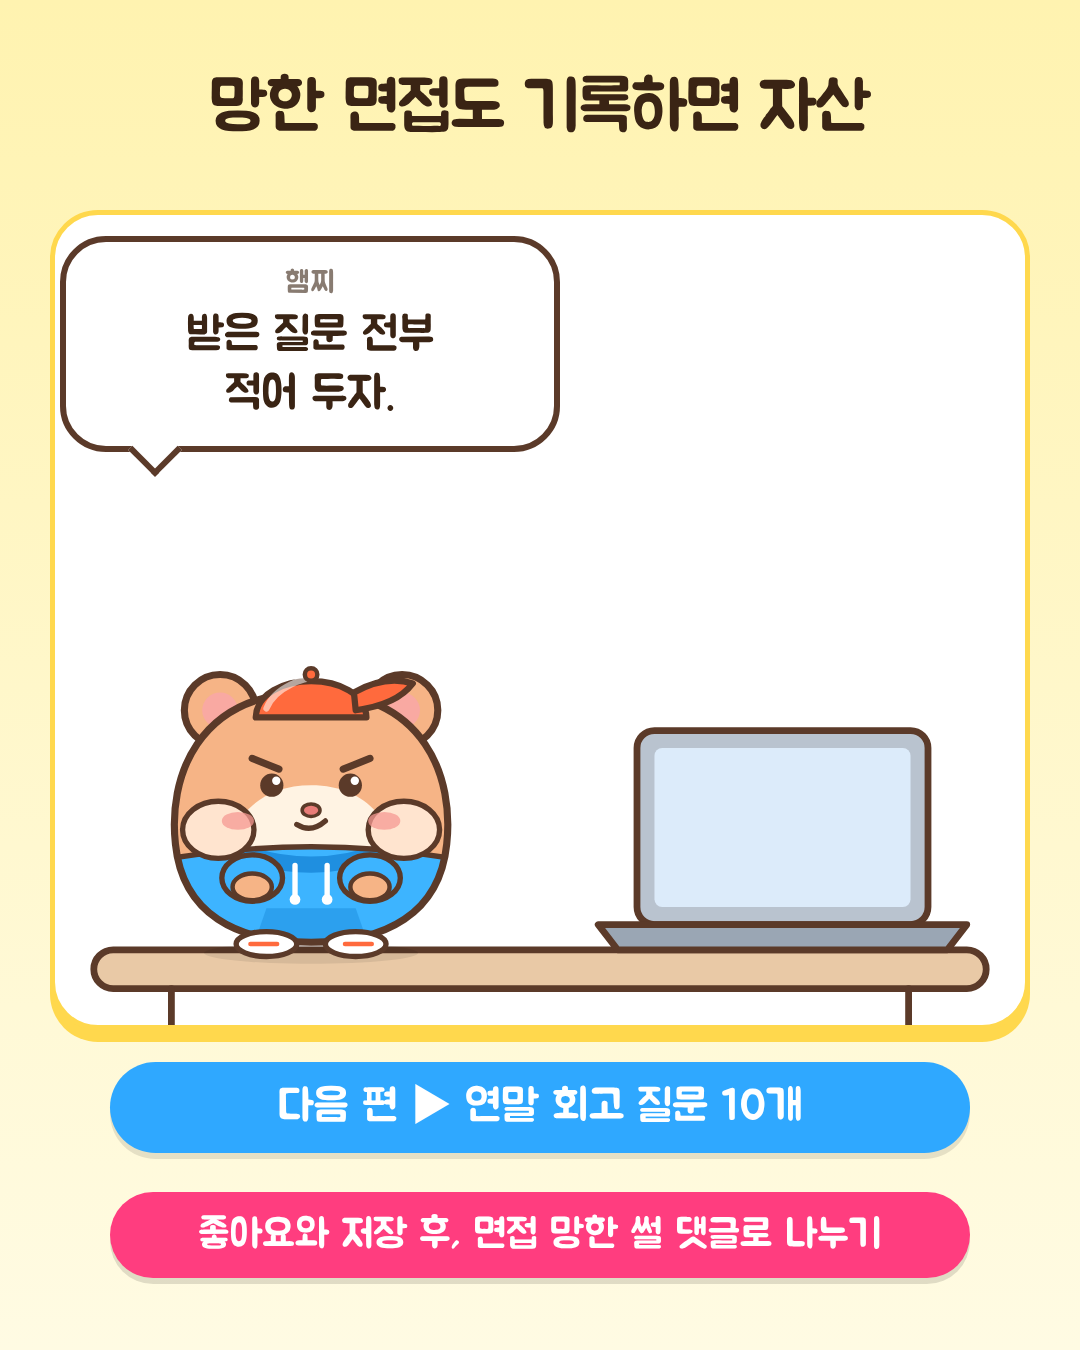 망한 면접도 기록하면 자산
햄찌
받은 질문 전부
적어 두자.
다음 편 ▶ 연말 회고 질문 10개
좋아요와 저장 후, 면접 망한 썰 댓글로 나누기